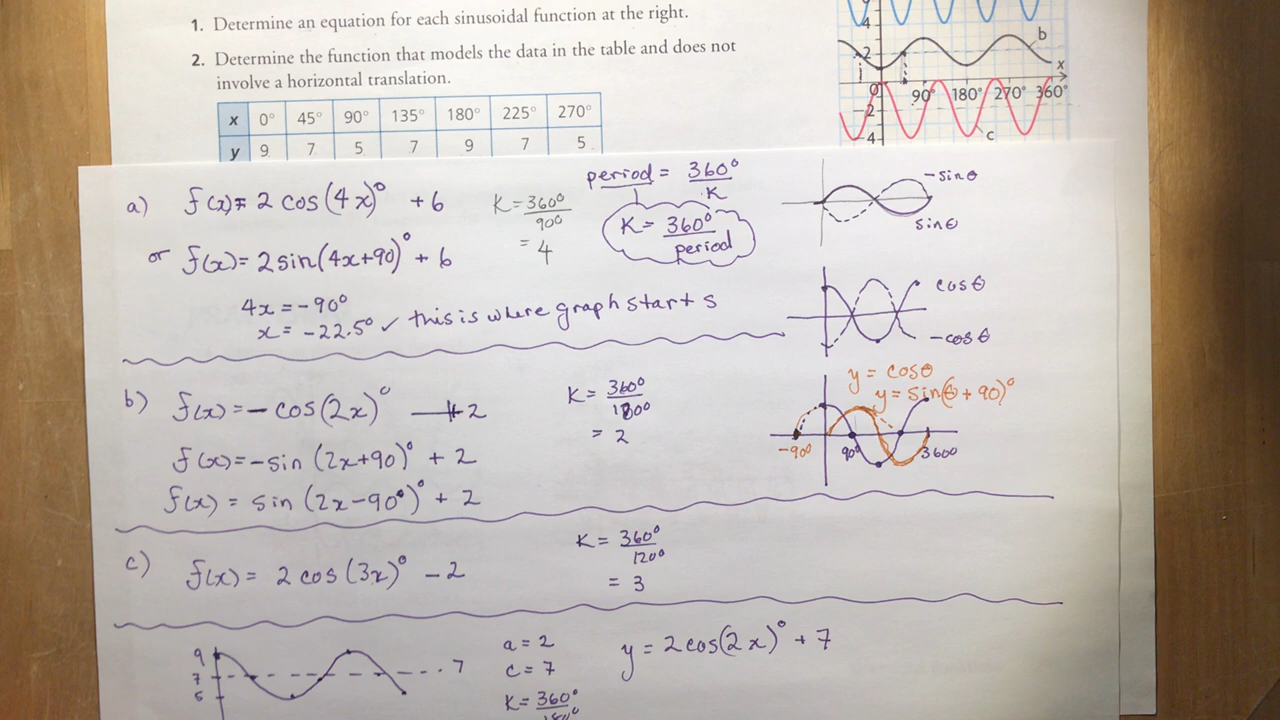 1. Determine an equation for each sinusoidal function at the right.
2. Determine the function that models the data in the table and does not
involve a horizontal translation.
x 0° 45° 90° 135° 180° 225° 270°
y 9 7 5 7 9 7 5
4
2
b
x
0 90° 180° 270° 360°
-2
-4
c
a) f(x)= 2 cos(4x)° + 6
K = 360°/90°
= 4
period = 360°/K
K = 360°/period
or f(x)= 2 sin(4x+90)° + 6
4x = -90°
x = -22.5° ✓ this is where graph starts
-sinθ
sinθ
cosθ
-cosθ
b) f(x) = - cos(2x)° + 2
f(x) = -sin (2x+90)° + 2
f(x) = sin (2x-90°)° + 2
K = 360°/180°
= 2
y = cosθ
y = sin(θ + 90)°
-90° 90° 360°
c) f(x) = 2 cos (3x)° - 2
K = 360°/120°
= 3
9
7
5
7
a = 2
c = 7
K = 360°/180°
y = 2cos(2x)° + 7